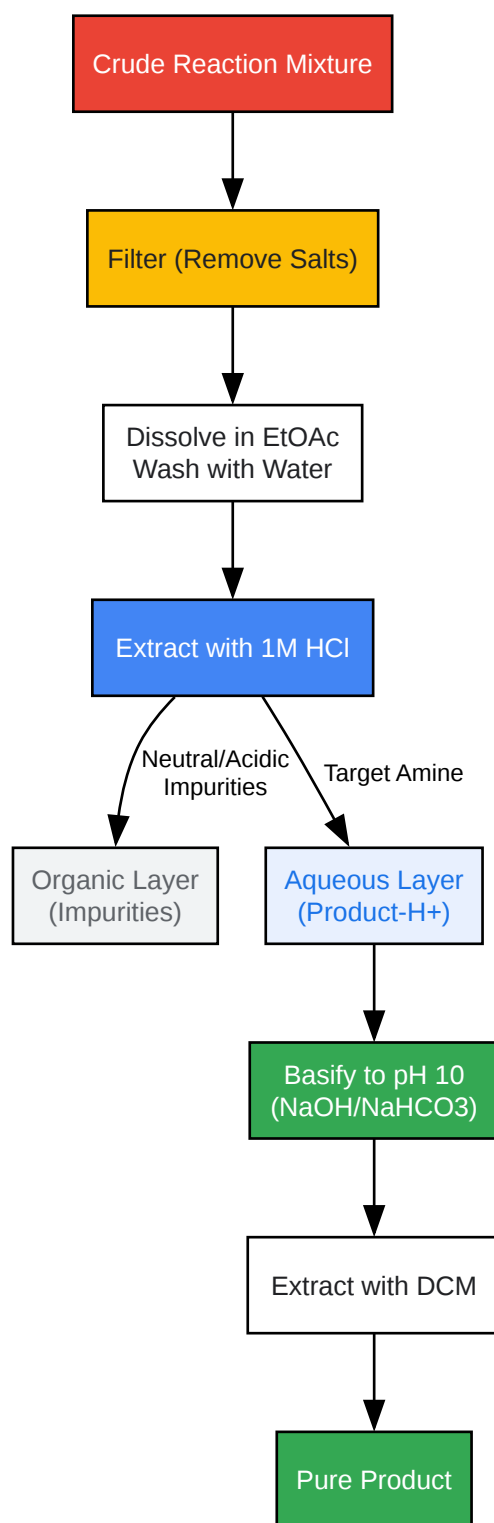 Crude Reaction Mixture
Filter (Remove Salts)
Dissolve in EtOAc
Wash with Water
Extract with 1M HCl
Neutral/Acidic
Impurities
Target Amine
Organic Layer
(Impurities)
Aqueous Layer
(Product-H+)
Basify to pH 10
(NaOH/NaHCO3)
Extract with DCM
Pure Product